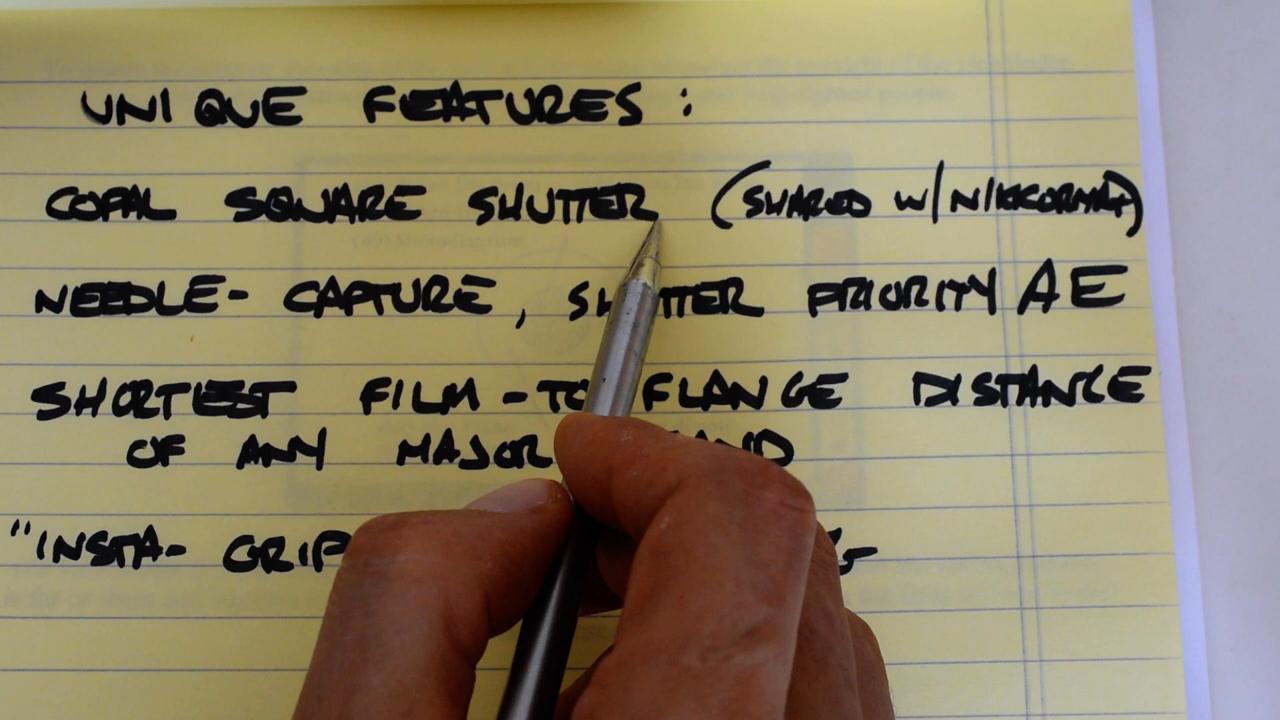 UNIQUE FEATURES:
COPAL SQUARE SHUTTER (SHARED W/NIKKORMAT)
NEEDLE-CAPTURE, SHUTTER PRIORITY AE
SHORTEST FILM-TO FLANGE DISTANCE
OF ANY MAJOR
"INSTA-GRIP